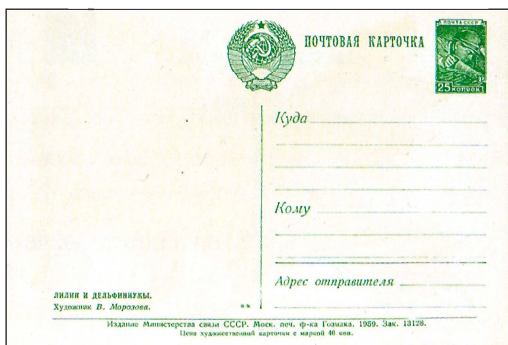 ПОЧТОВАЯ КАРТОЧКА
ПОЧТА СССР
25 КОПЕЕК
Куда
Кому
Адрес отправителя
ЛИЛИИ И ДЕЛЬФИНИУМЫ.
Художник В. Морозова.
**
Издание Министерства связи СССР. Моск. печ. ф-ка Гознака. 1959. Зак. 13128.
Цена художественной карточки с маркой 40 коп.